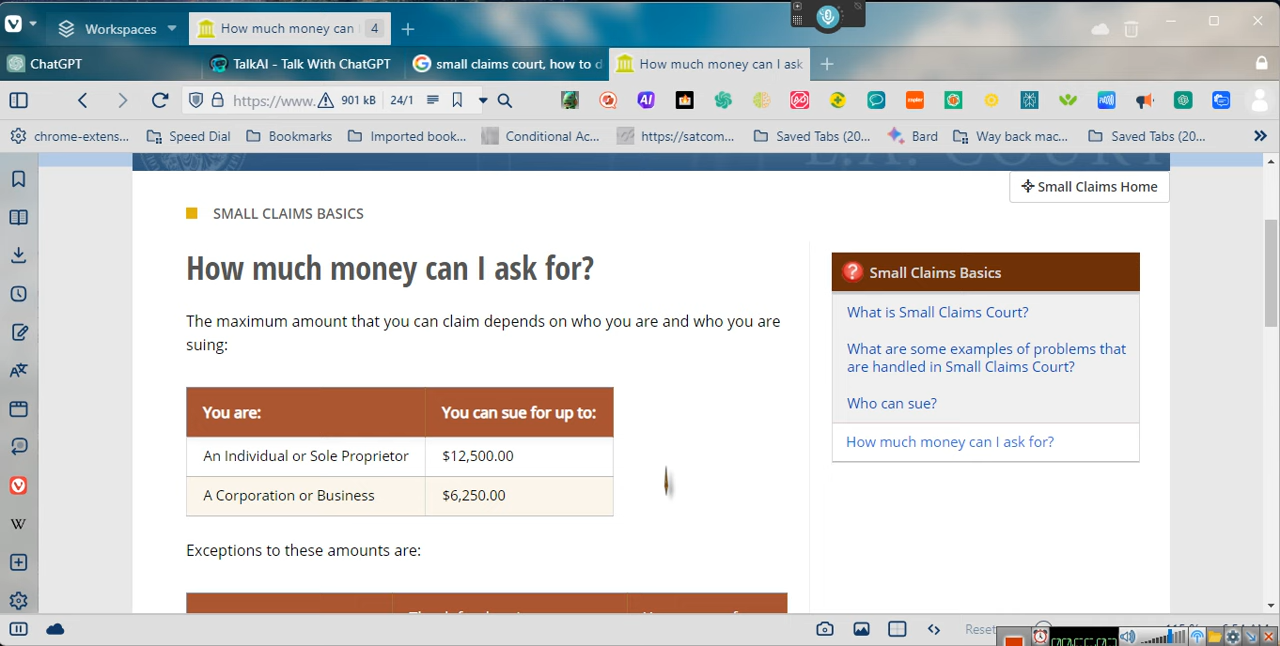 Workspaces
How much money can
4
ChatGPT
TalkAI - Talk With ChatGPT
small claims court, how to d
How much money can I ask
https://www.
901 kB
24/1
AI
chrome-extens...
Speed Dial
Bookmarks
Imported book...
Conditional Ac...
https://satcom...
Saved Tabs (20...
Bard
Way back mac...
Saved Tabs (20...
L.A. COURT
Small Claims Home
SMALL CLAIMS BASICS
How much money can I ask for?
The maximum amount that you can claim depends on who you are and who you are
suing:
You are:
You can sue for up to:
An Individual or Sole Proprietor
$12,500.00
A Corporation or Business
$6,250.00
Exceptions to these amounts are:
Small Claims Basics
What is Small Claims Court?
What are some examples of problems that
are handled in Small Claims Court?
Who can sue?
How much money can I ask for?
W
Reset